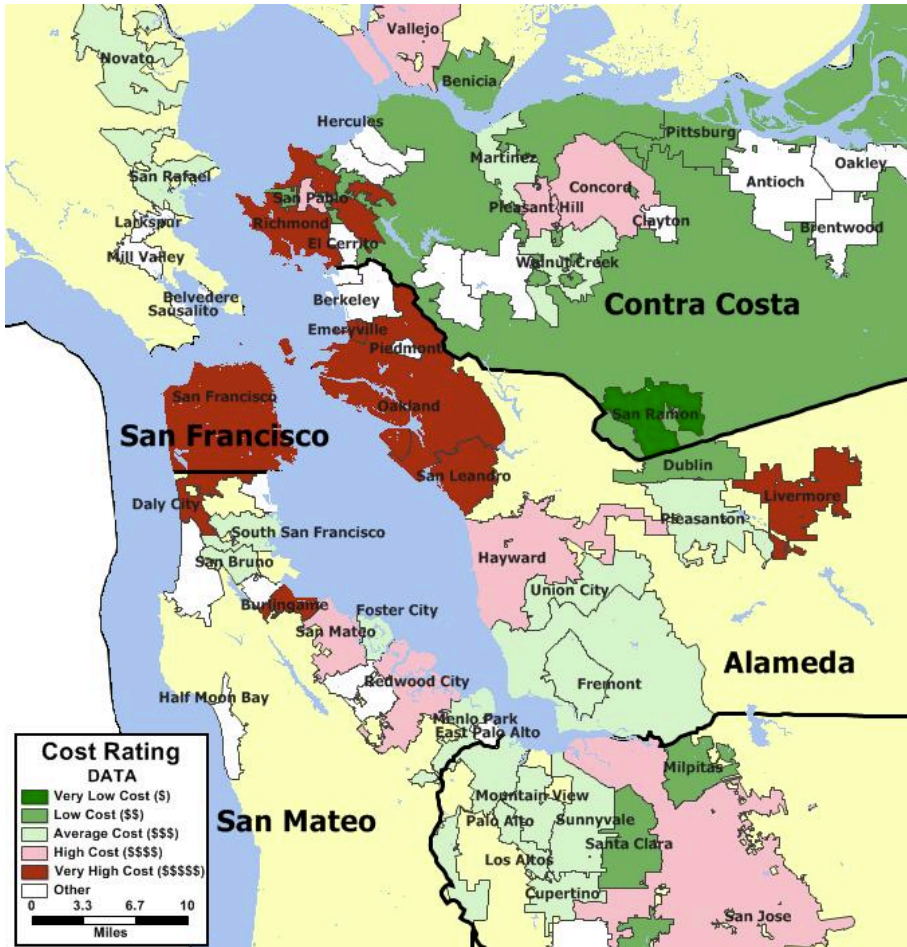 Vallejo
Novato
Benicia
Hercules
Pittsburg
Martinez
Oakley
San Rafael
Concord
Antioch
San Pablo
Pleasant Hill
Larkspur
Richmond
Clayton
Brentwood
El Cerrito
Mill Valley
Walnut Creek
Belvedere
Berkeley
Contra Costa
Sausalito
Emeryville
Piedmont
San Francisco
Oakland
San Ramon
San Francisco
Dublin
San Leandro
Livermore
Daly City
Pleasanton
South San Francisco
Hayward
San Bruno
Union City
Burlingame
Foster City
San Mateo
Alameda
Redwood City
Fremont
Half Moon Bay
Menlo Park
East Palo Alto
Milpitas
Mountain View
San Mateo
Palo Alto
Sunnyvale
Santa Clara
Los Altos
Cupertino
San Jose
Cost Rating
DATA
Very Low Cost ($)
Low Cost ($$)
Average Cost ($$$)
High Cost ($$$$)
Very High Cost ($$$$$)
Other
0 3.3 6.7 10
Miles